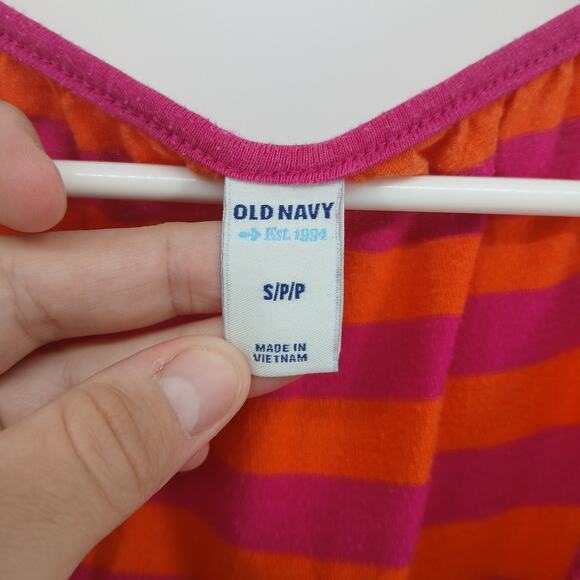 OLD NAVY
Est. 1994
S/P/P
MADE IN
VIETNAM